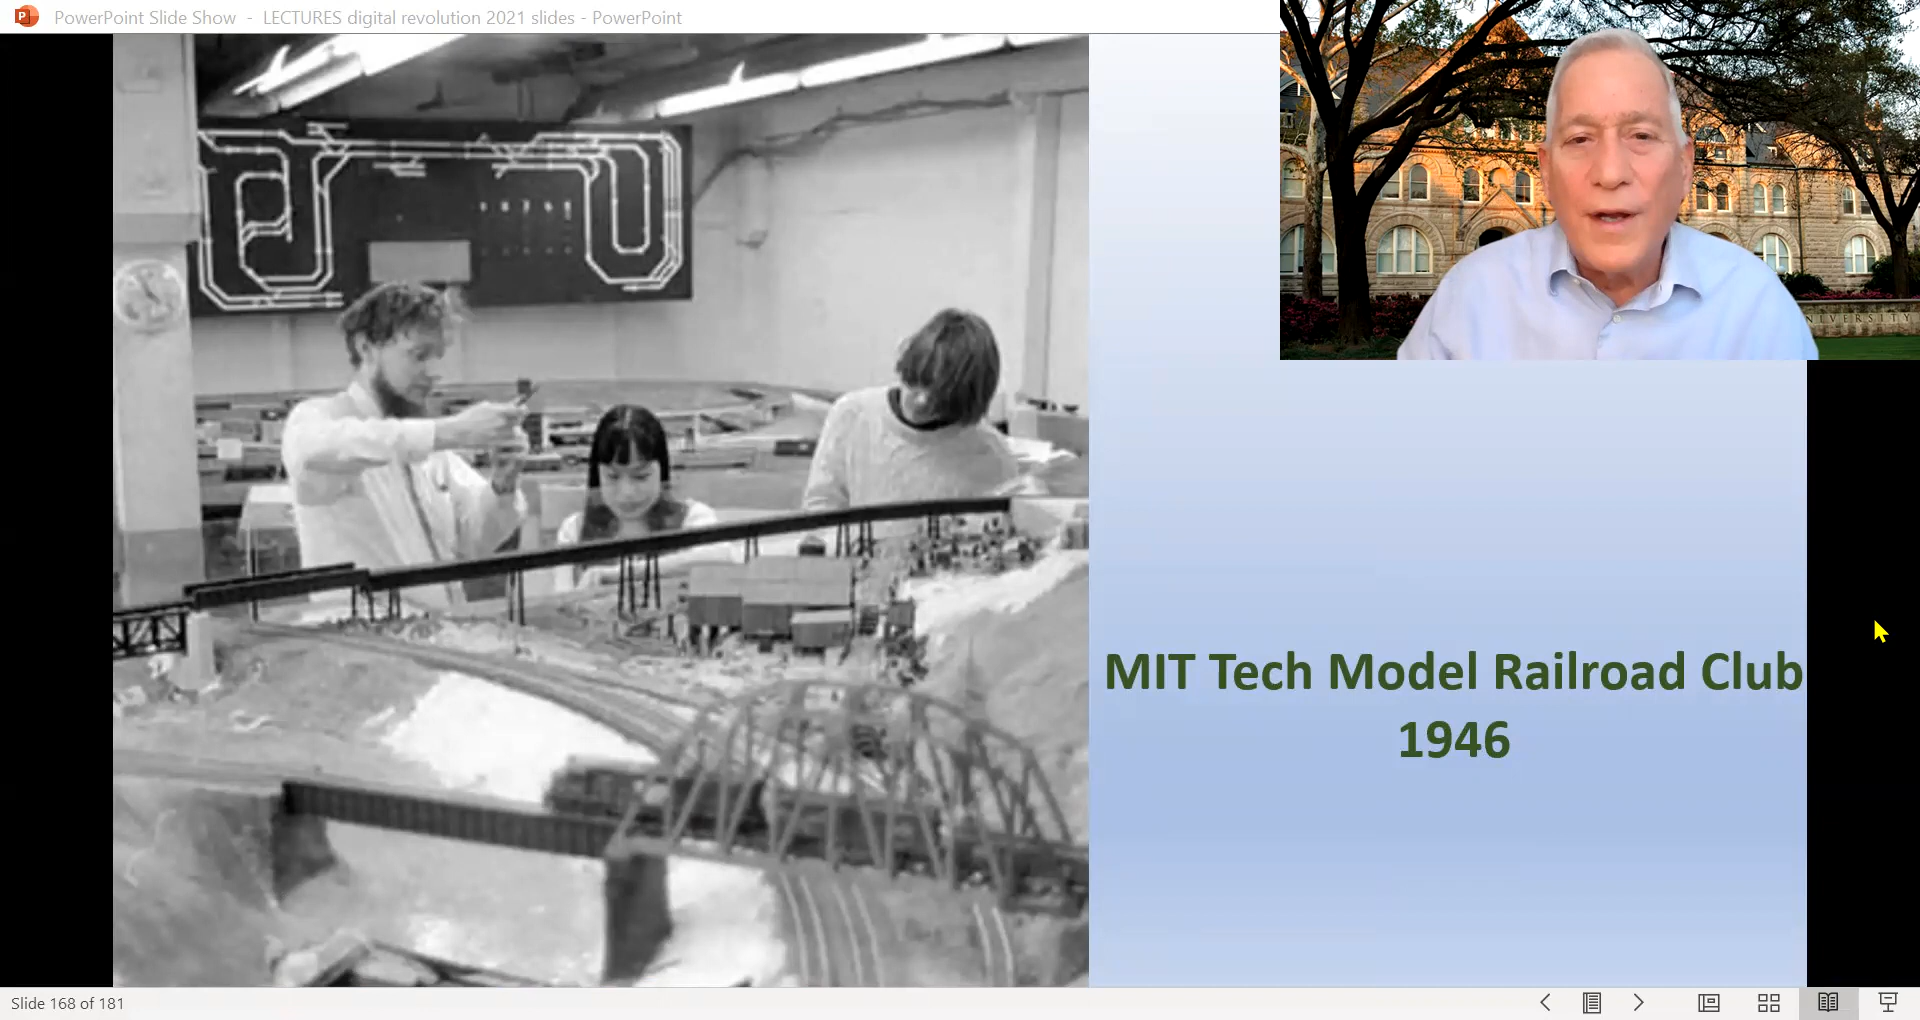 PowerPoint Slide Show - LECTURES digital revolution 2021 slides - PowerPoint
MIT Tech Model Railroad Club
1946
Slide 168 of 181